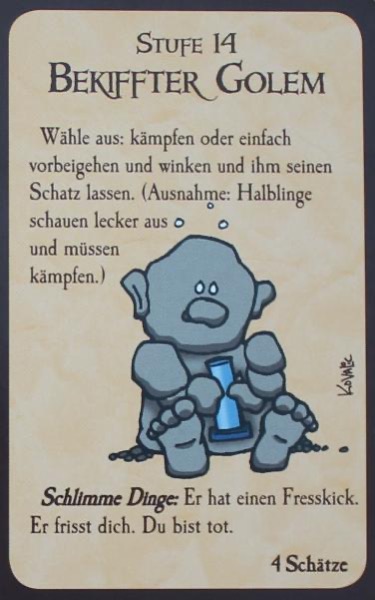 Stufe 14
Bekiffter Golem
Wähle aus: kämpfen oder einfach
vorbeigehen und winken und ihm seinen
Schatz lassen. (Ausnahme: Halblinge
schauen lecker aus
und müssen
kämpfen.)
Kovalic
Schlimme Dinge: Er hat einen Fresskick.
Er frisst dich. Du bist tot.
4 Schätze